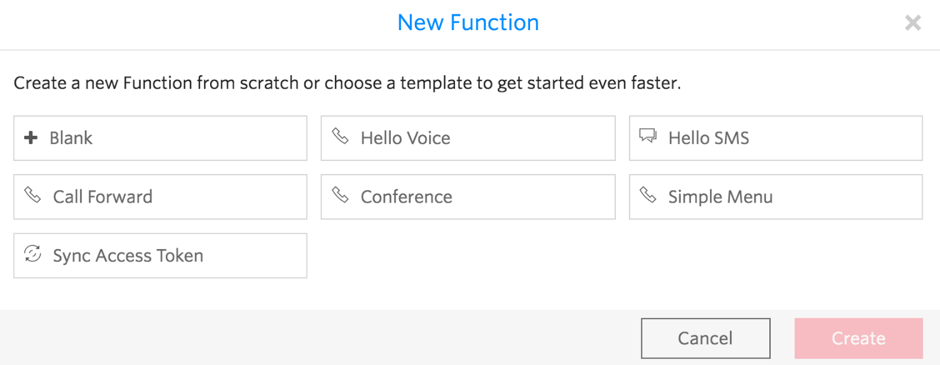 New Function
Create a new Function from scratch or choose a template to get started even faster.
Blank
Hello Voice
Hello SMS
Call Forward
Conference
Simple Menu
Sync Access Token
Cancel
Create